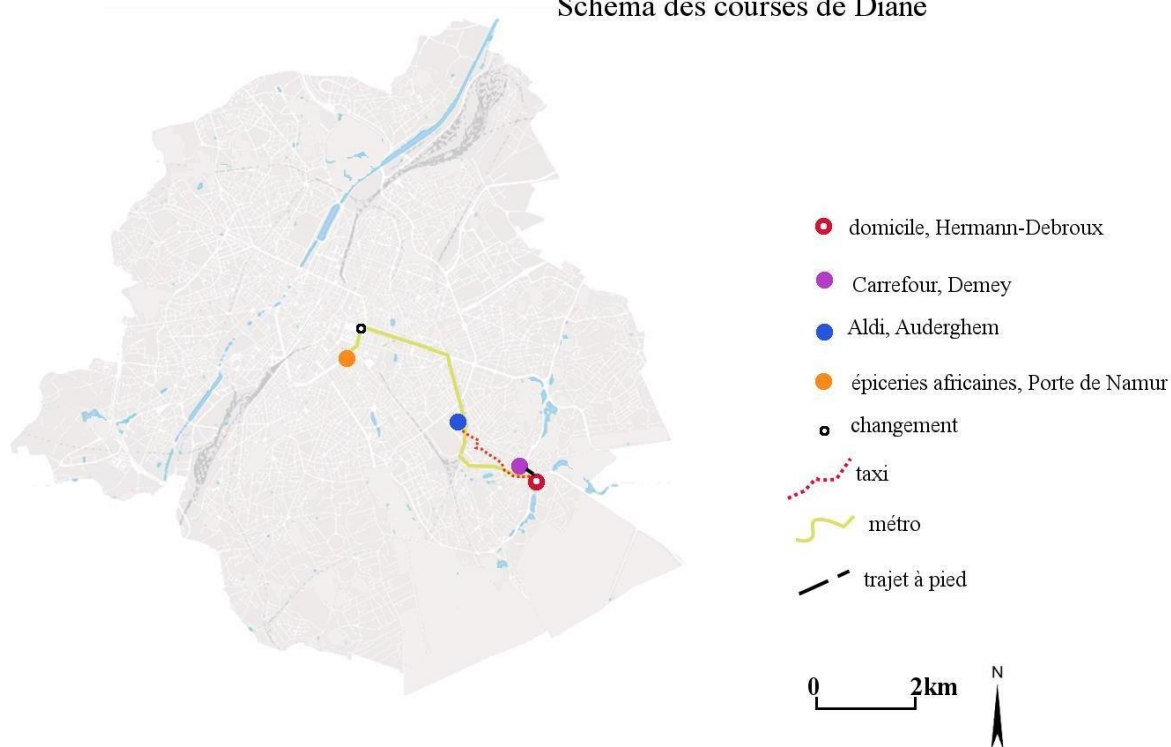 Schéma des courses de Diane
domicile, Hermann-Debroux
Carrefour, Demey
Aldi, Auderghem
épiceries africaines, Porte de Namur
changement
taxi
métro
trajet à pied
0 2km
N